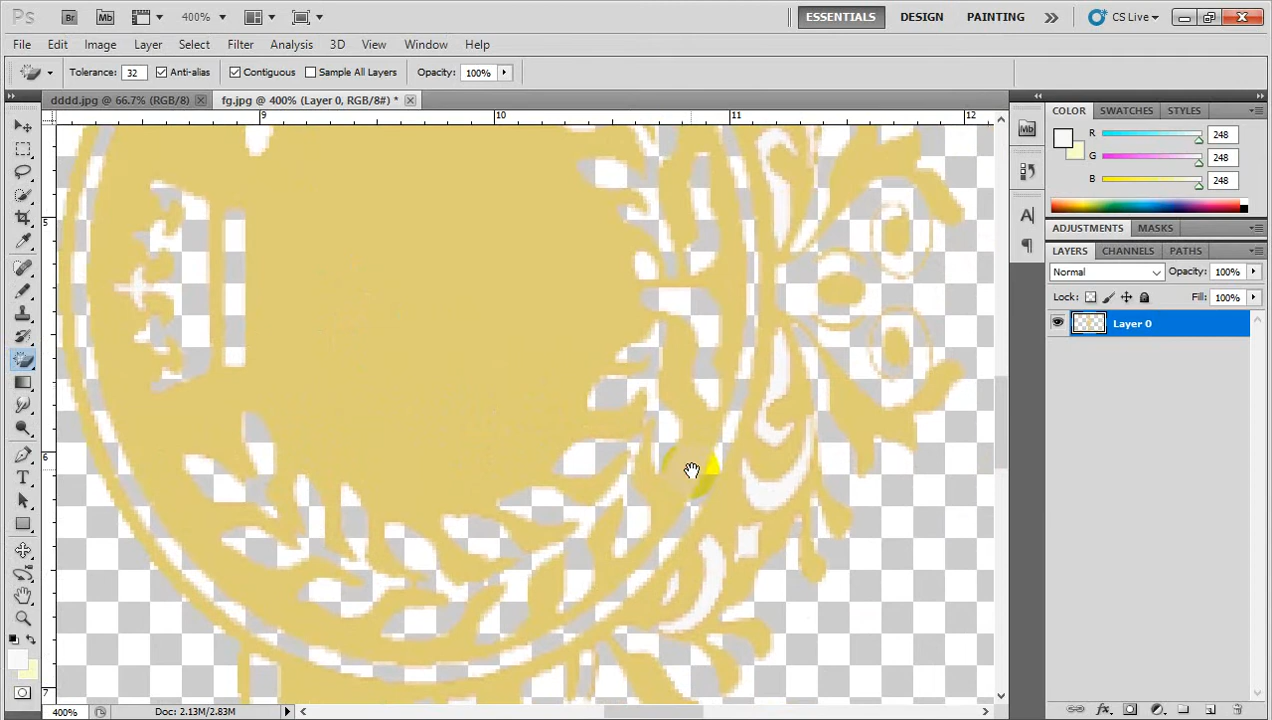 Ps Br Mb 400% ESSENTIALS DESIGN PAINTING CS Live
File Edit Image Layer Select Filter Analysis 3D View Window Help
Tolerance: 32 Anti-alias Contiguous Sample All Layers Opacity: 100%
dddd.jpg @ 66.7% (RGB/8) fg.jpg @ 400% (Layer 0, RGB/8#) *
9 10 11 12
5
6
7
COLOR SWATCHES STYLES
R 248
G 248
B 248
ADJUSTMENTS MASKS
LAYERS CHANNELS PATHS
Normal Opacity: 100%
Lock: Fill: 100%
Layer 0
400% Doc: 2.13M/2.83M